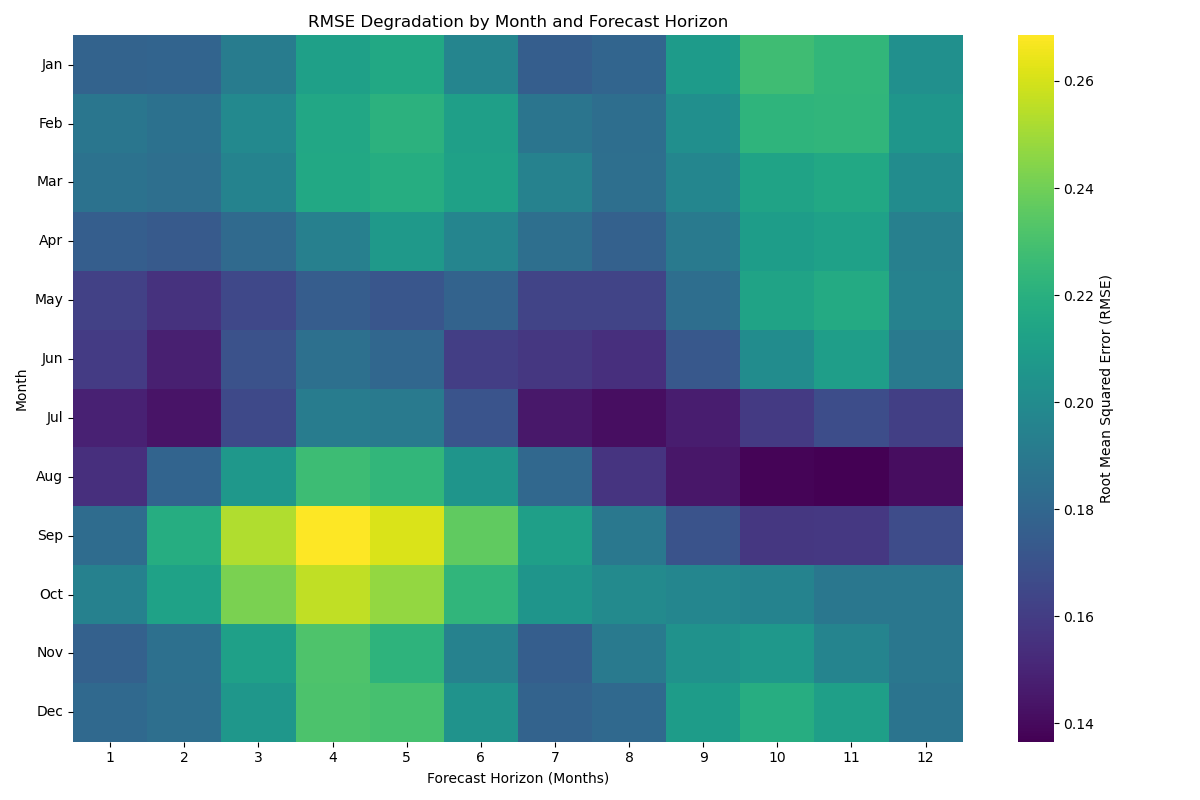 RMSE Degradation by Month and Forecast Horizon
Month
Jan
Feb
Mar
Apr
May
Jun
Jul
Aug
Sep
Oct
Nov
Dec
1 2 3 4 5 6 7 8 9 10 11 12
Forecast Horizon (Months)
0.26
0.24
0.22
0.20
0.18
0.16
0.14
Root Mean Squared Error (RMSE)